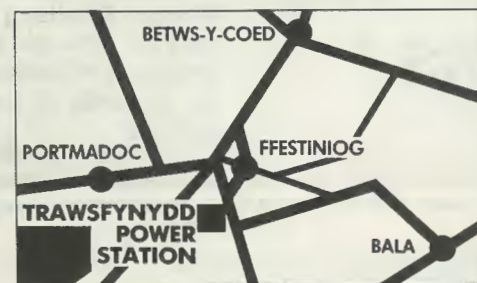 BETWS-Y-COED
PORTMADOC
FFESTINIOG
TRAWSFYNYDD
POWER
STATION
BALA